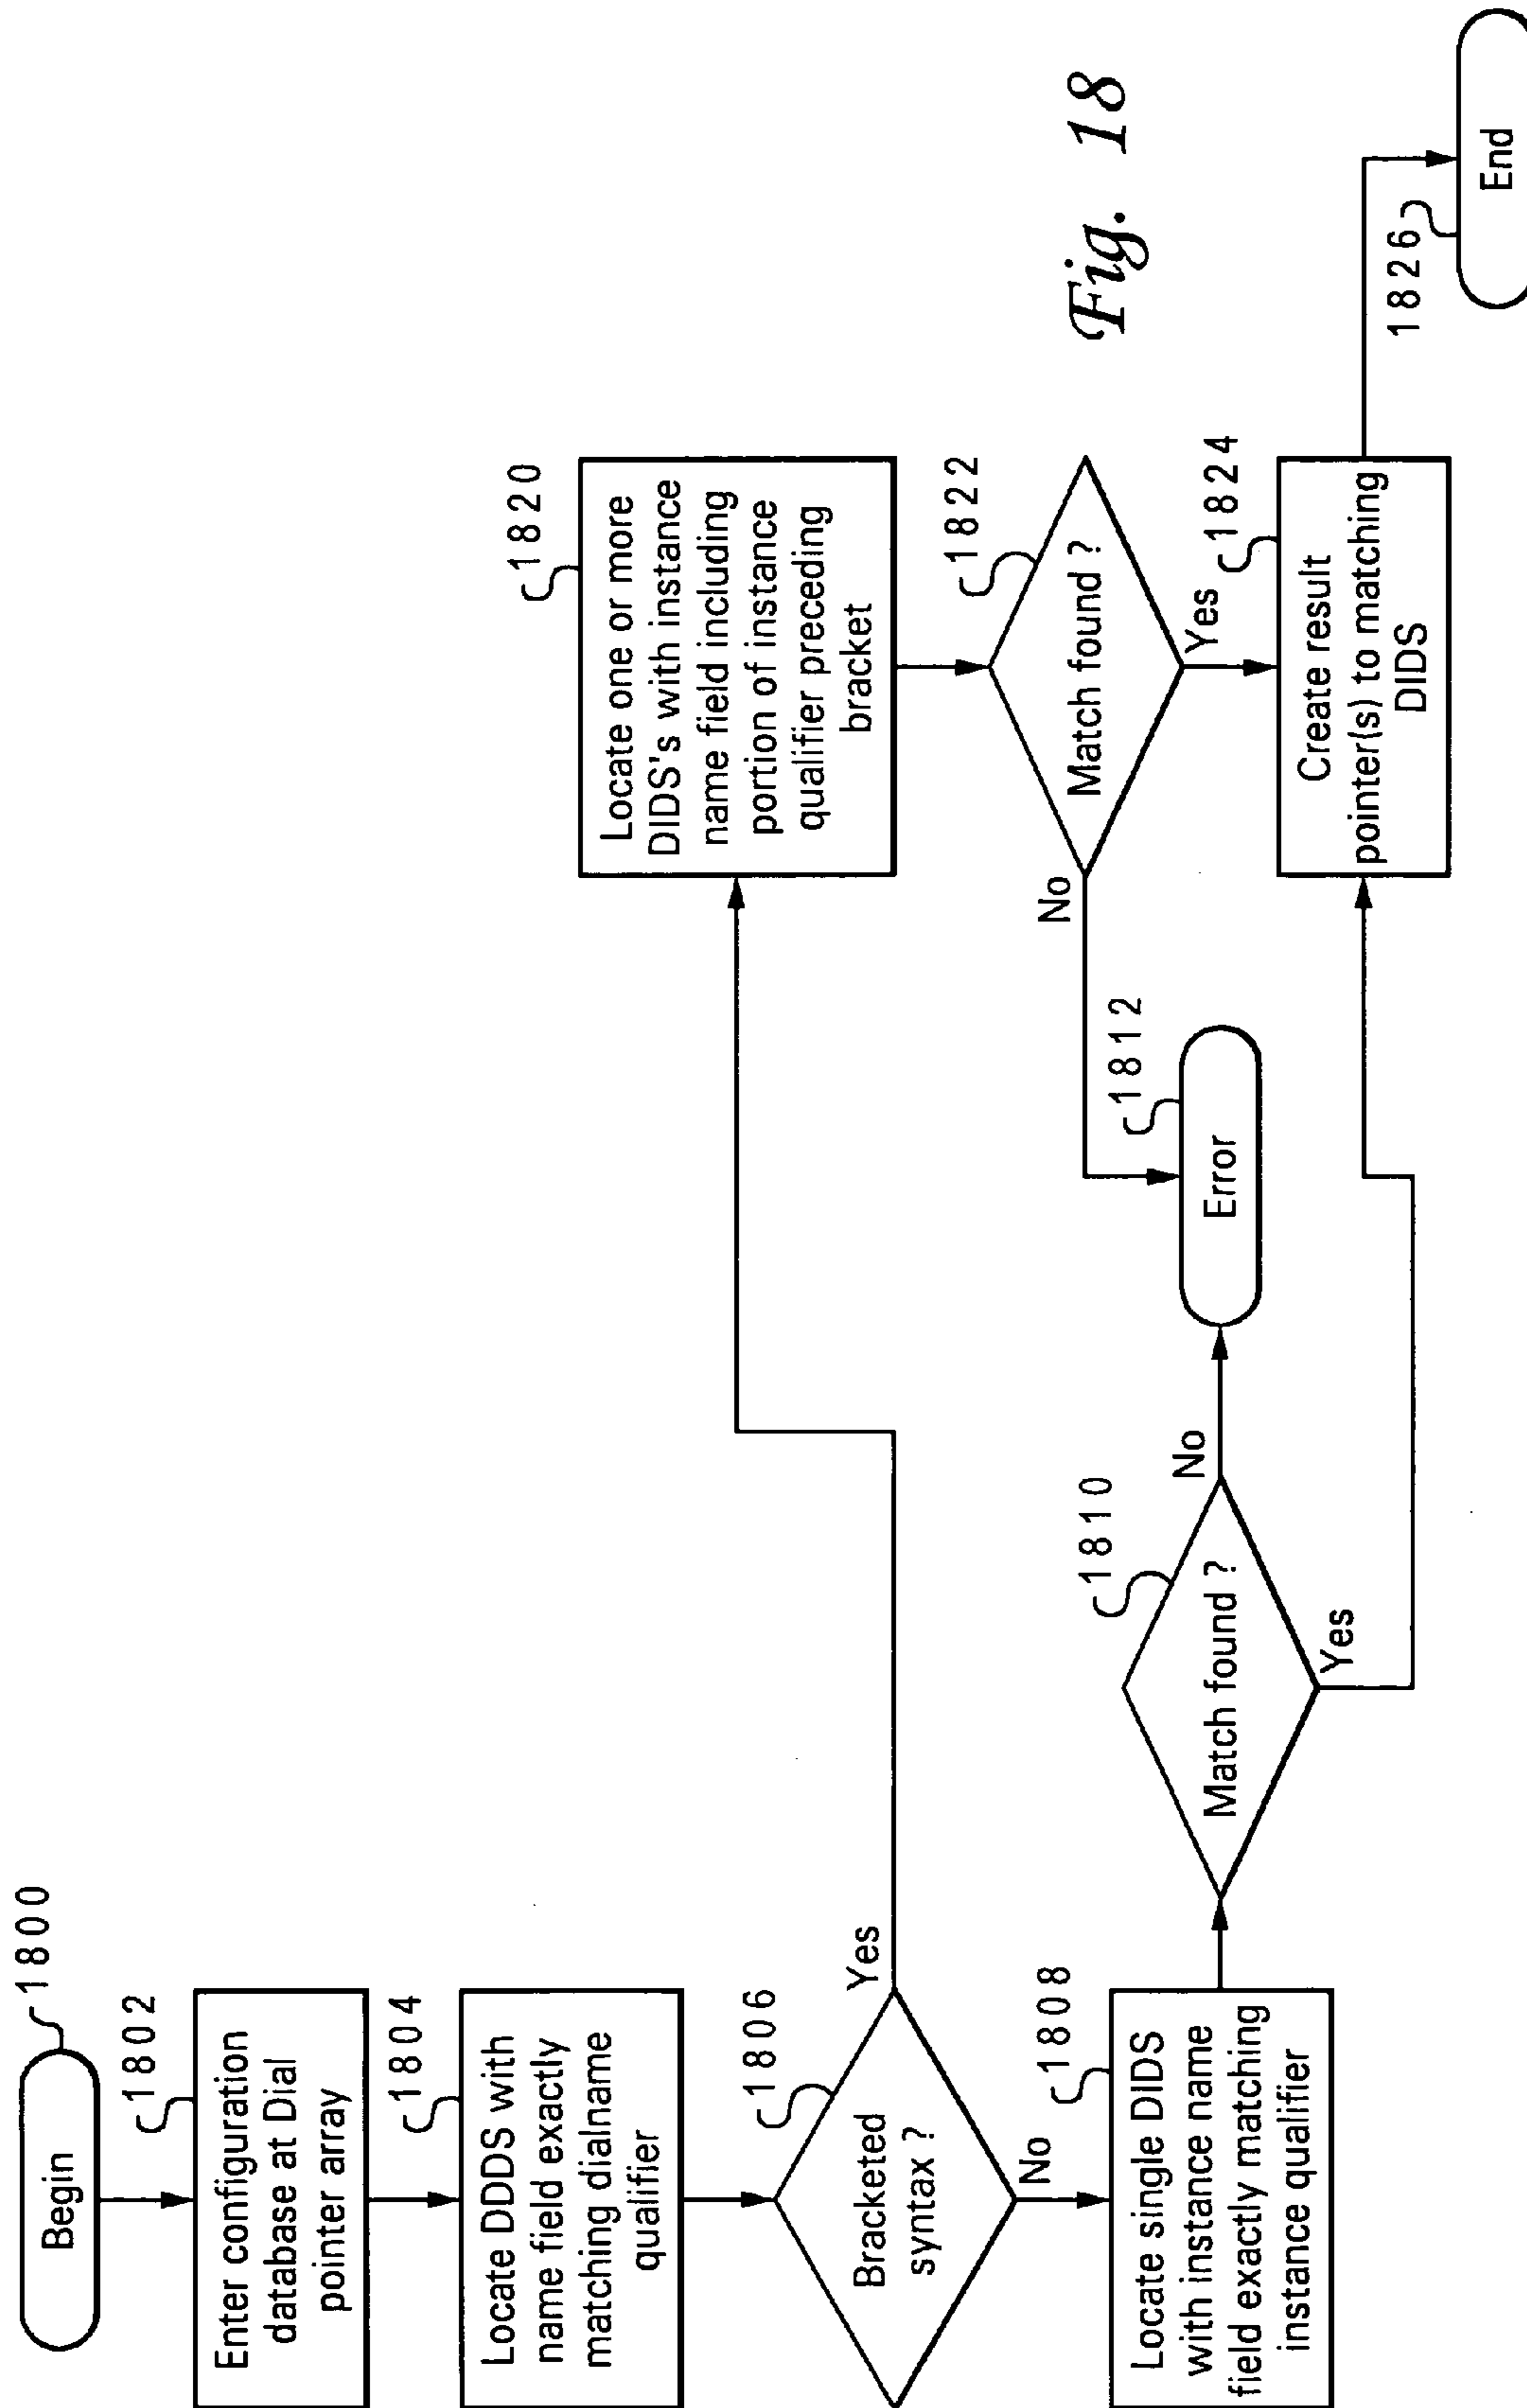 Begin
1800
1802
Enter configuration
database at Dial
pointer array
1804
Locate DDDS with
name field exactly
matching dialname
qualifier
1806
Bracketed
syntax ?
Yes
No
1808
Locate single DIDS
with instance name
field exactly matching
instance qualifier
1810
Match found ?
No
Yes
1812
Error
1820
Locate one or more
DIDS's with instance
name field including
portion of instance
qualifier preceding
bracket
1822
Match found ?
No
Yes
1824
Create result
pointer(s) to matching
DIDS
1826
End
Fig. 18